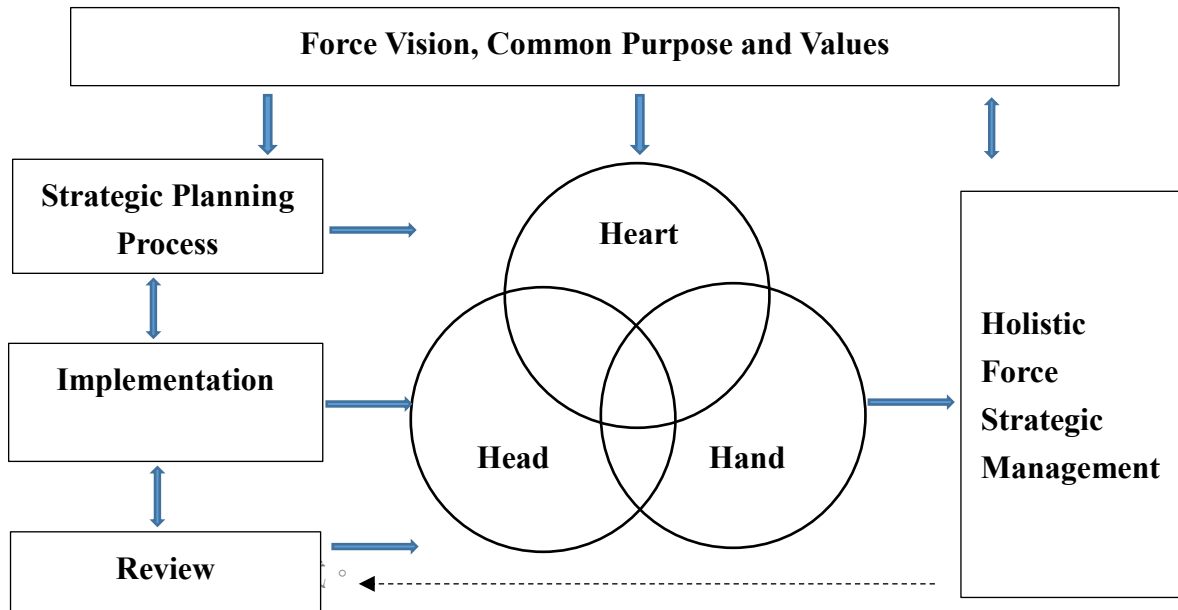 Force Vision, Common Purpose and Values
Strategic Planning
Process
Heart
Implementation
Head
Hand
Holistic
Force
Strategic
Management
Review